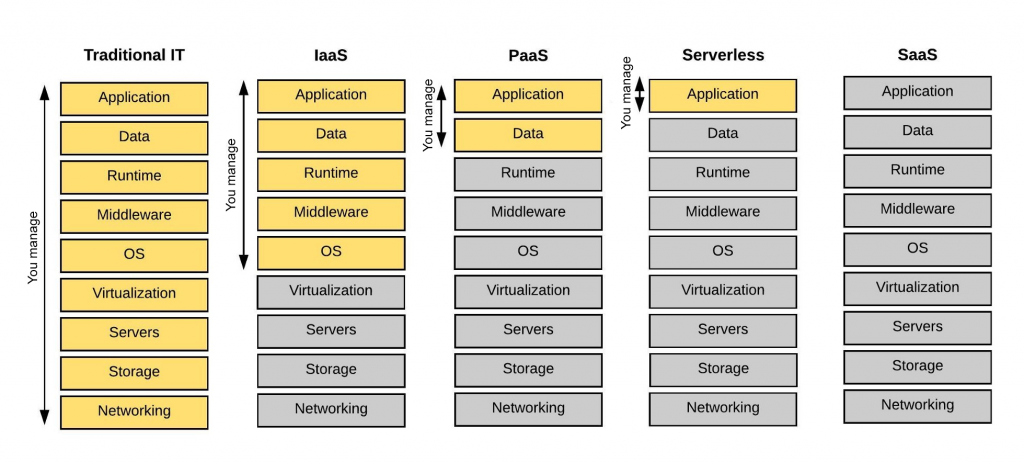 Traditional IT
You manage
Application
Data
Runtime
Middleware
OS
Virtualization
Servers
Storage
Networking
IaaS
You manage
Application
Data
Runtime
Middleware
OS
Virtualization
Servers
Storage
Networking
PaaS
You manage
Application
Data
Runtime
Middleware
OS
Virtualization
Servers
Storage
Networking
Serverless
You manage
Application
Data
Runtime
Middleware
OS
Virtualization
Servers
Storage
Networking
SaaS
Application
Data
Runtime
Middleware
OS
Virtualization
Servers
Storage
Networking